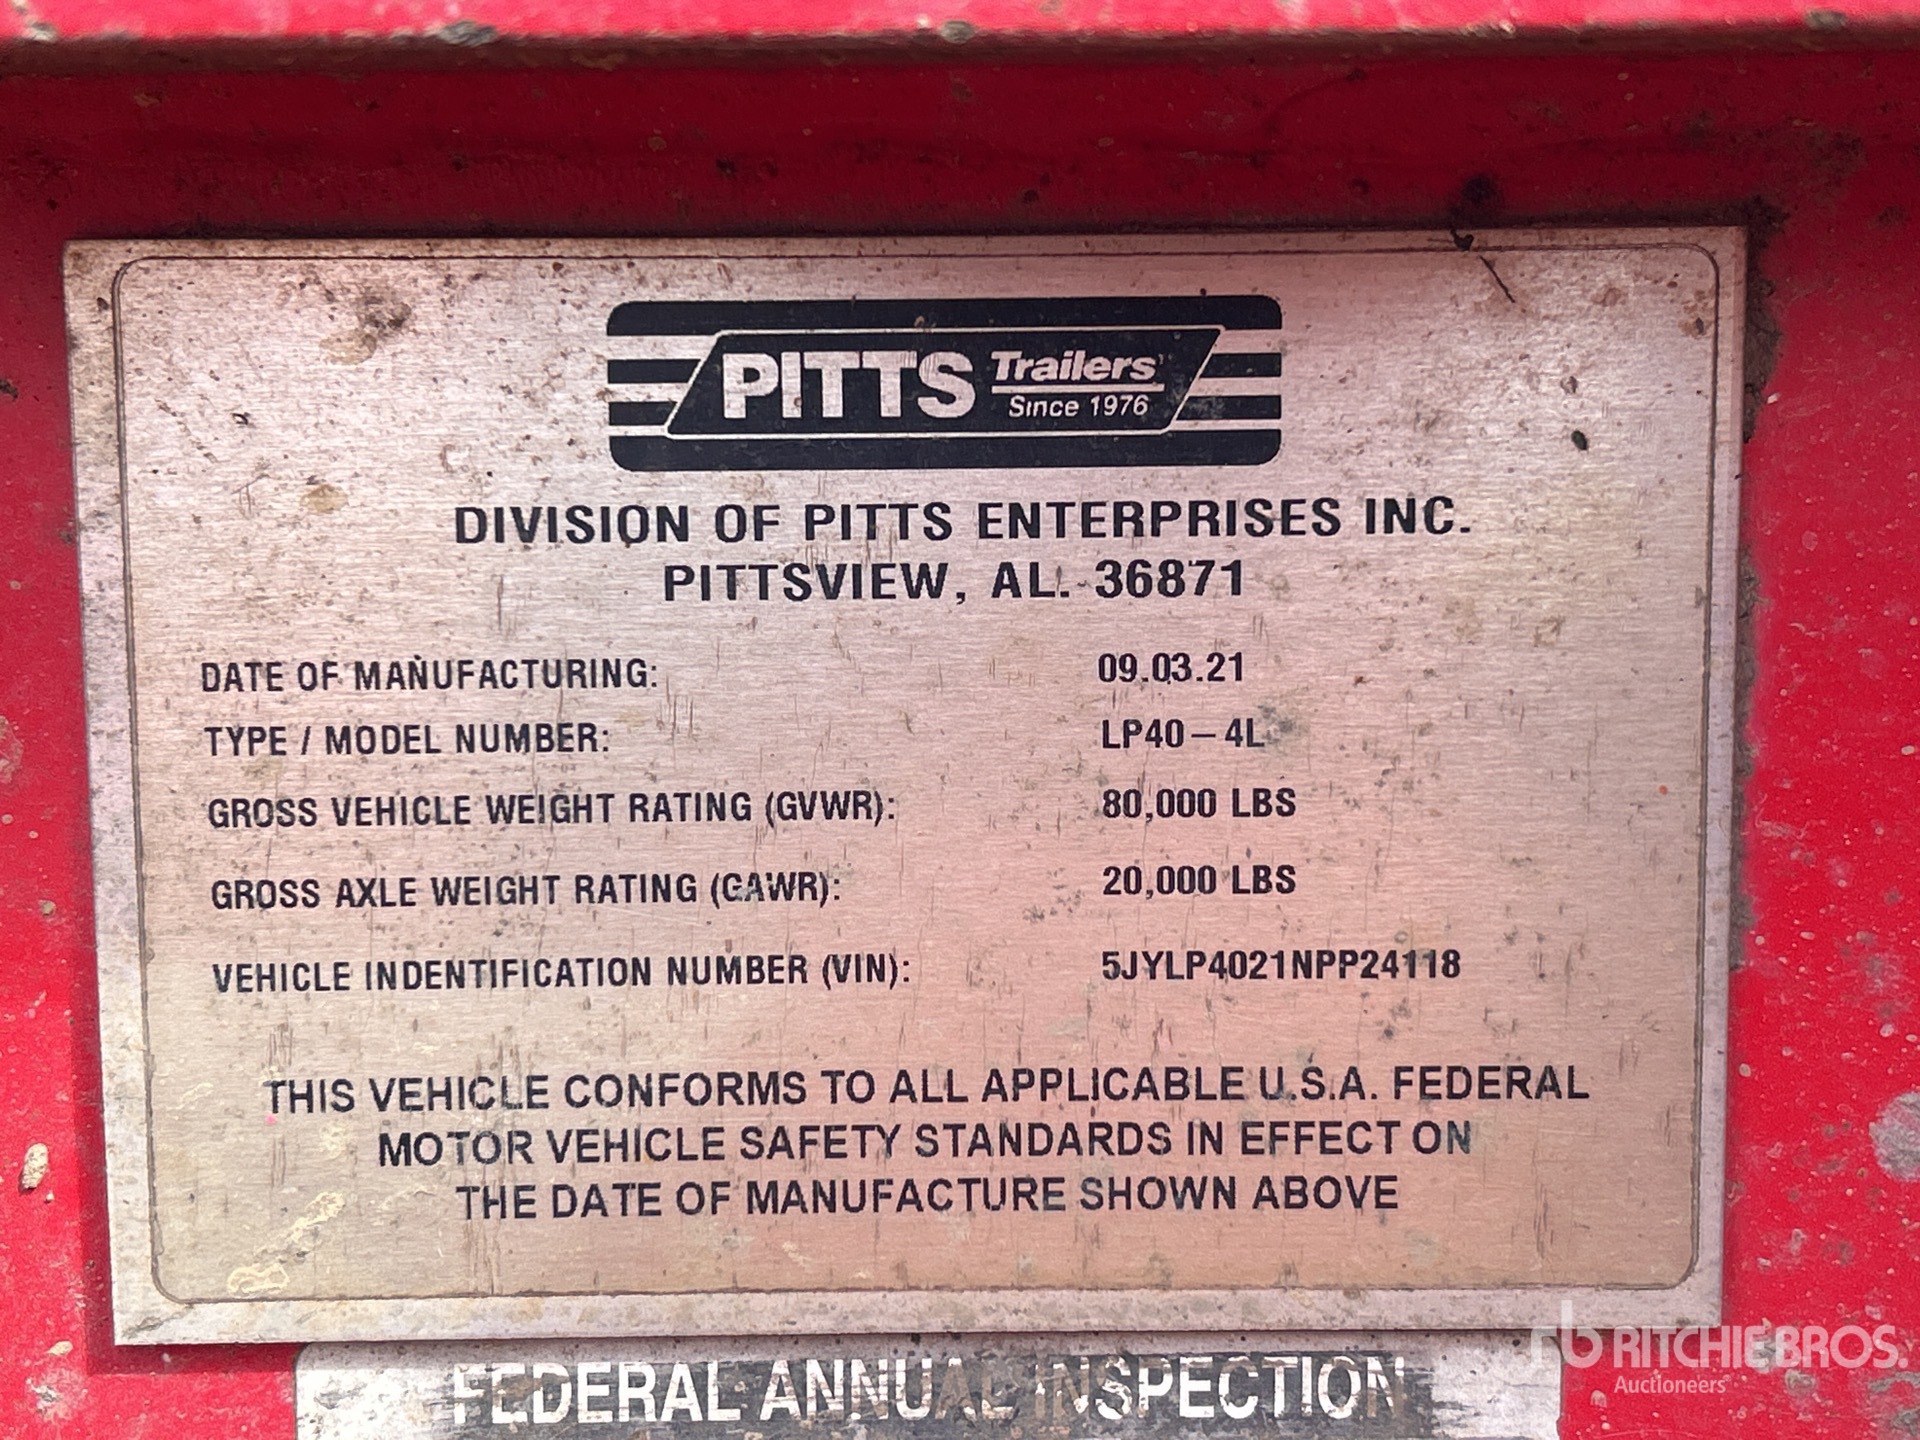 PITTS Trailers
Since 1976
DIVISION OF PITTS ENTERPRISES INC.
PITTSVIEW, AL. 36871
DATE OF MANUFACTURING: 09.03.21
TYPE / MODEL NUMBER: LP40-4L
GROSS VEHICLE WEIGHT RATING (GVWR): 80,000 LBS
GROSS AXLE WEIGHT RATING (GAWR): 20,000 LBS
VEHICLE INDENTIFICATION NUMBER (VIN): 5JYLP4021NPP24118
THIS VEHICLE CONFORMS TO ALL APPLICABLE U.S.A. FEDERAL
MOTOR VEHICLE SAFETY STANDARDS IN EFFECT ON
THE DATE OF MANUFACTURE SHOWN ABOVE
FEDERAL ANNUAL INSPECTION
rb RITCHIE BROS.
Auctioneers